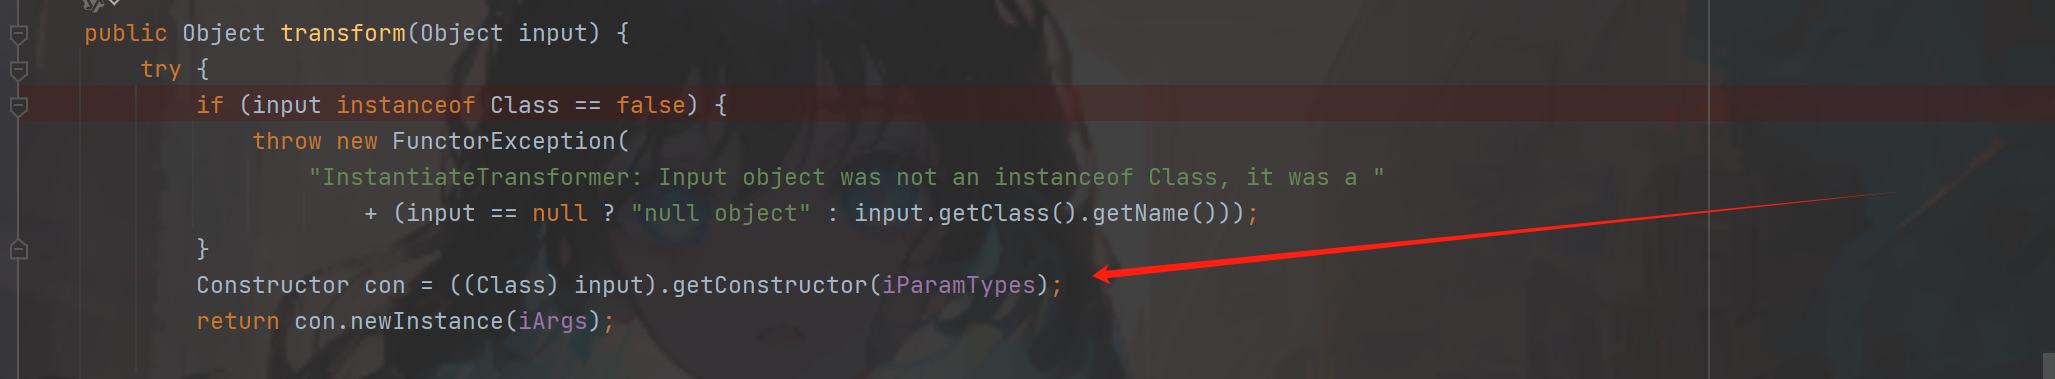 public Object transform(Object input) {
try {
if (input instanceof Class == false) {
throw new FunctorException(
"InstantiateTransformer: Input object was not an instanceof Class, it was a "
+ (input == null ? "null object" : input.getClass().getName()));
}
Constructor con = ((Class) input).getConstructor(iParamTypes);
return con.newInstance(iArgs);